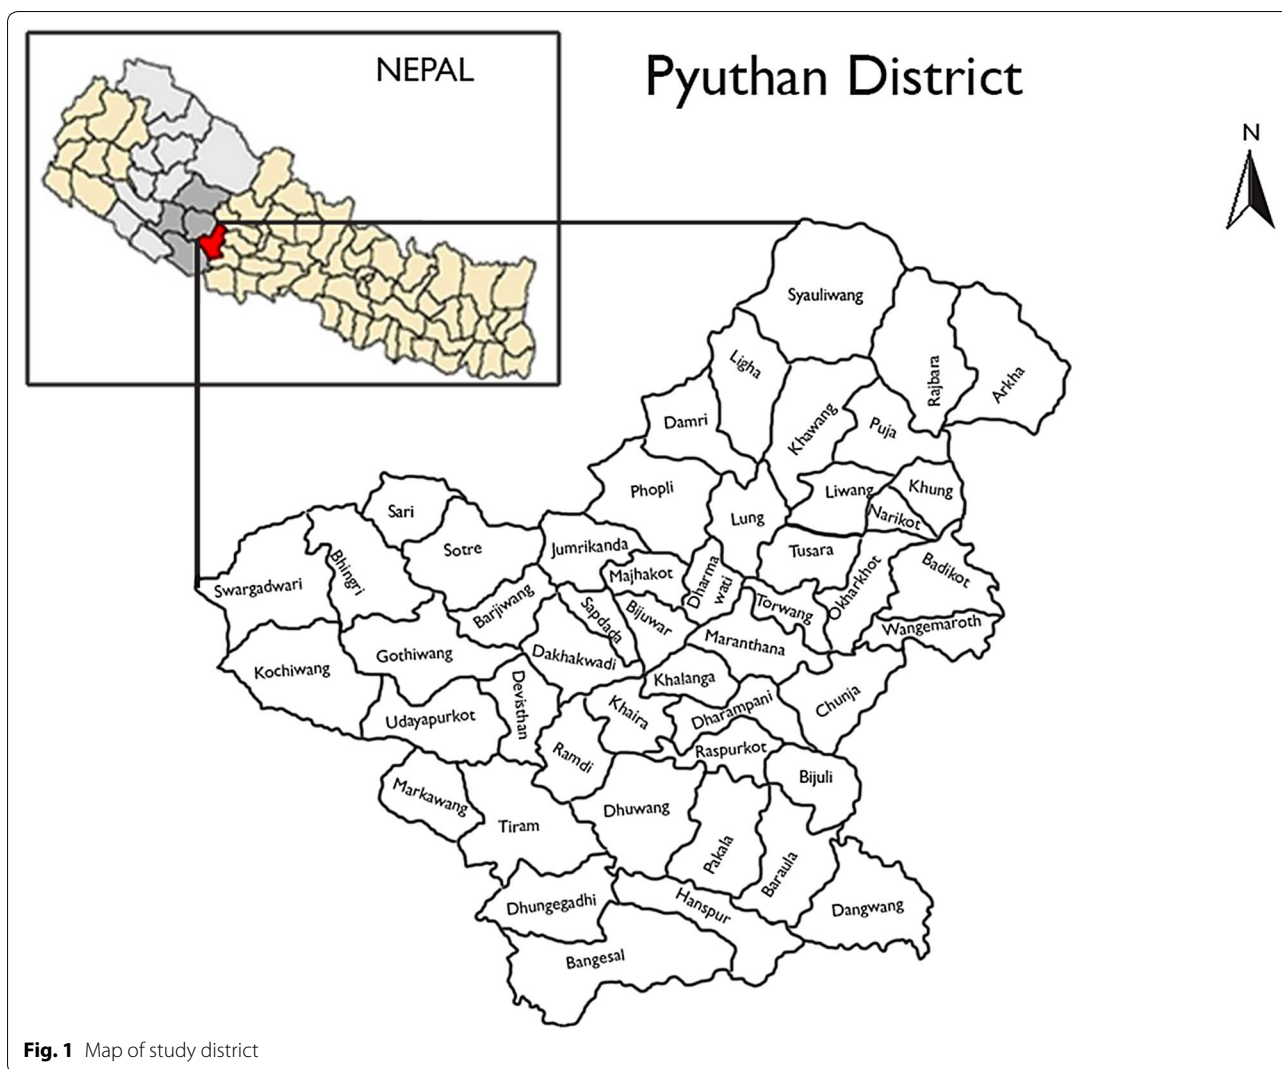 NEPAL
Pyuthan District
N
Syauliwang
Ligha
Rajbara
Arkha
Damri
Khawang
Puja
Phopli
Liwang
Khung
Sari
Lung
Narikot
Sotre
Jumrikanda
Tusara
Bhingri
Majhakot
Dharma
wati
Okharkhot
Badikot
Swargadwari
Barjiwang
Sapdada
Bijuwar
Torwang
Wangemaroth
Maranthana
Kochiwang
Gothiwang
Dakhakwadi
Khalanga
Devisthan
Khaira
Dharampani
Chunja
Udayapurkot
Ramdi
Raspurkot
Bijuli
Markawang
Tiram
Dhuwang
Pakala
Baraula
Dhungegadhi
Hanspur
Dangwang
Bangesal
Fig. 1 Map of study district